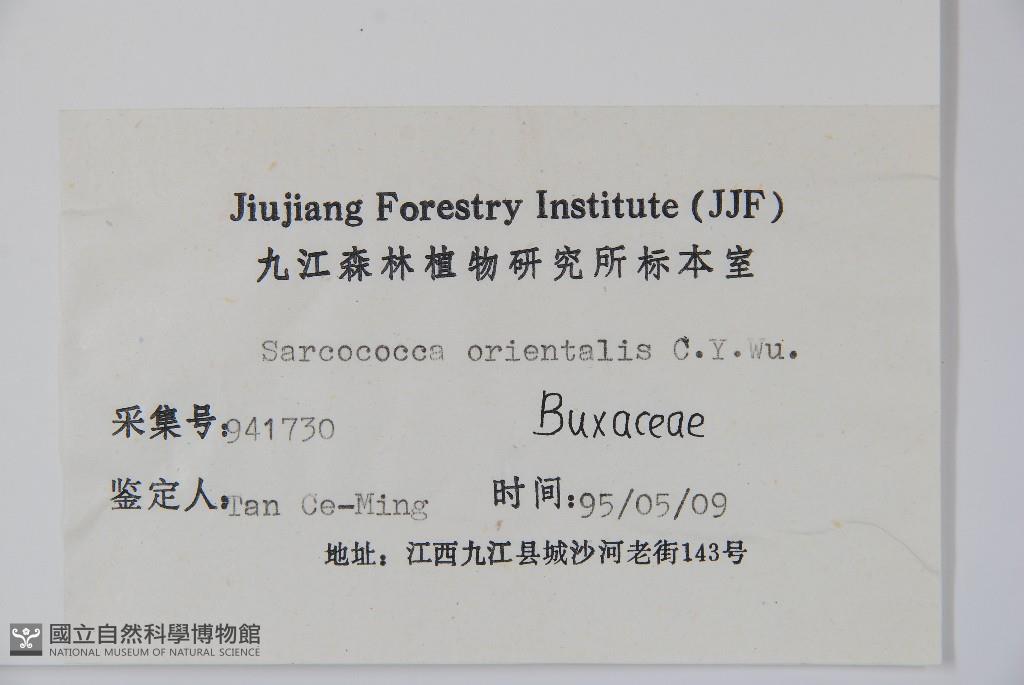 Jiujiang Forestry Institute (JJF)
九江森林植物研究所标本室
Sarcococca orientalis C.Y.Wu.
采集号:941730
Buxaceae
鉴定人:Tan Ce-Ming 时间:95/05/09
地址:江西九江县城沙河老街143号
國立自然科學博物館
NATIONAL MUSEUM OF NATURAL SCIENCE